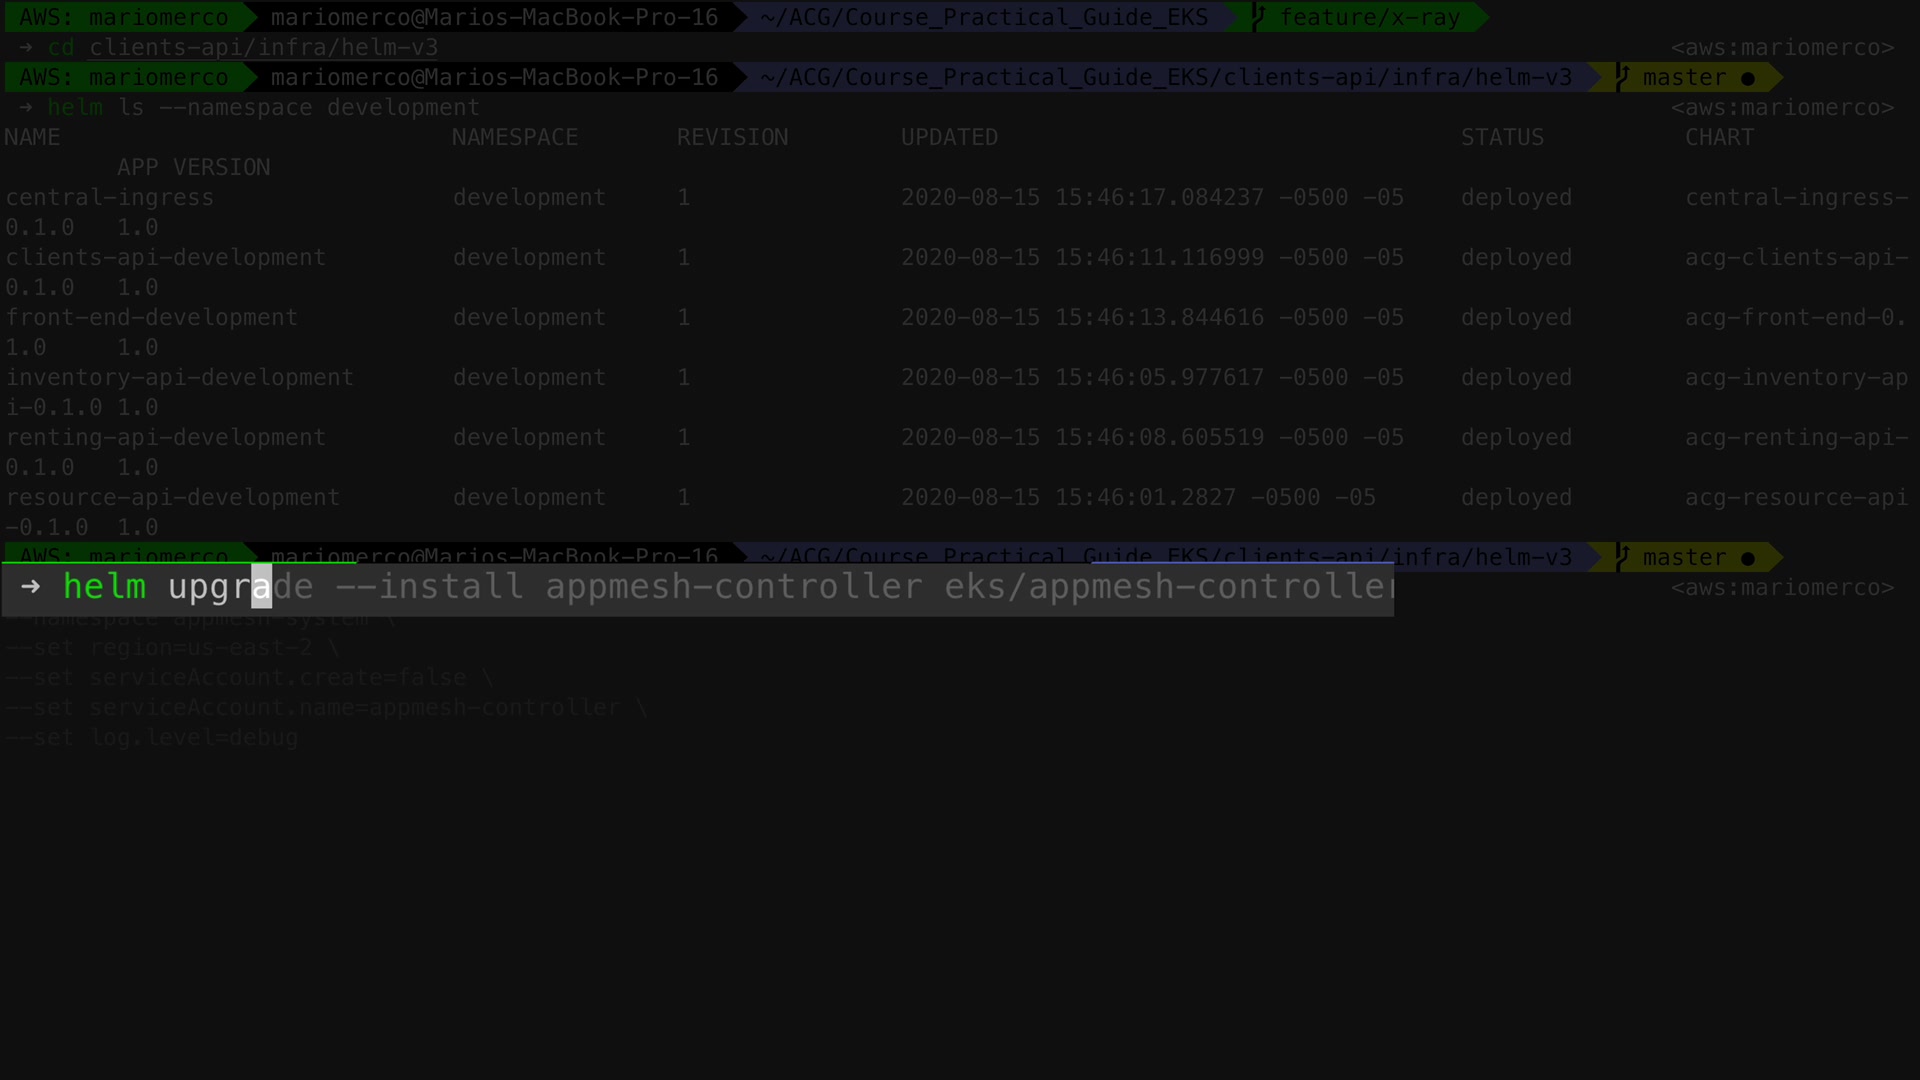 AWS: mariomerco mariomerco@Marios-MacBook-Pro-16 ~/ACG/Course_Practical_Guide_EKS feature/x-ray
→ cd clients-api/infra/helm-v3 <aws:mariomerco>
AWS: mariomerco mariomerco@Marios-MacBook-Pro-16 ~/ACG/Course_Practical_Guide_EKS/clients-api/infra/helm-v3 master ●
→ helm ls --namespace development <aws:mariomerco>
NAME NAMESPACE REVISION UPDATED STATUS CHART
APP VERSION
central-ingress development 1 2020-08-15 15:46:17.084237 -0500 -05 deployed central-ingress-
0.1.0 1.0
clients-api-development development 1 2020-08-15 15:46:11.116999 -0500 -05 deployed acg-clients-api-
0.1.0 1.0
front-end-development development 1 2020-08-15 15:46:13.844616 -0500 -05 deployed acg-front-end-0.
1.0 1.0
inventory-api-development development 1 2020-08-15 15:46:05.977617 -0500 -05 deployed acg-inventory-ap
i-0.1.0 1.0
renting-api-development development 1 2020-08-15 15:46:08.605519 -0500 -05 deployed acg-renting-api-
0.1.0 1.0
resource-api-development development 1 2020-08-15 15:46:01.2827 -0500 -05 deployed acg-resource-api
-0.1.0 1.0
AWS: mariomerco mariomerco@Marios-MacBook-Pro-16 ~/ACG/Course_Practical_Guide_EKS/clients-api/infra/helm-v3 master ●
→ helm upgrade --install appmesh-controller eks/appmesh-controller <aws:mariomerco>
--namespace appmesh-system \
--set region=us-east-2 \
--set serviceAccount.create=false \
--set serviceAccount.name=appmesh-controller \
--set log.level=debug